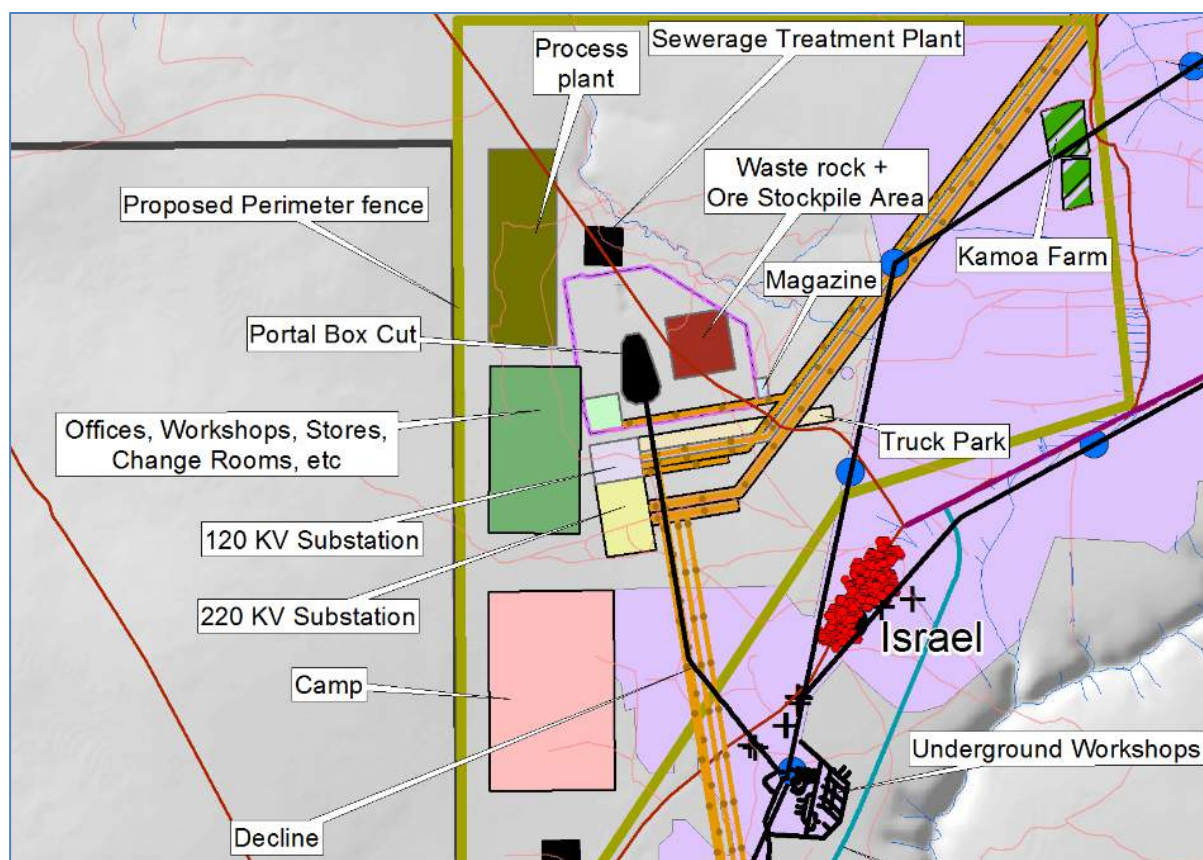 Process
plant
Sewerage Treatment Plant
Waste rock +
Ore Stockpile Area
Proposed Perimeter fence
Kamoa Farm
Magazine
Portal Box Cut
Offices, Workshops, Stores,
Change Rooms, etc
Truck Park
120 KV Substation
220 KV Substation
Israel
Camp
Underground Workshops
Decline